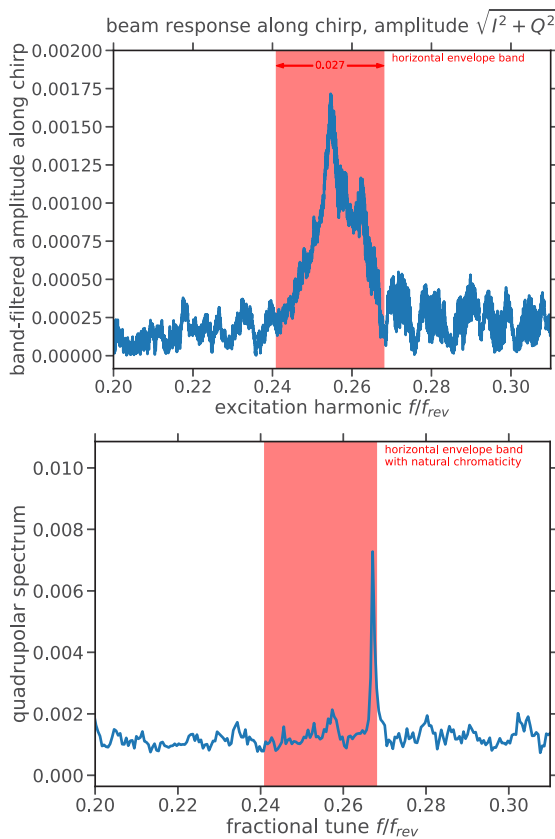 beam response along chirp, amplitude √I² + Q²
band-filtered amplitude along chirp
0.00200
0.00175
0.00150
0.00125
0.00100
0.00075
0.00050
0.00025
0.00000
0.027
horizontal envelope band
0.20 0.22 0.24 0.26 0.28 0.30
excitation harmonic f/f_rev
quadrupolar spectrum
0.010
0.008
0.006
0.004
0.002
0.000
horizontal envelope band
with natural chromaticity
0.20 0.22 0.24 0.26 0.28 0.30
fractional tune f/f_rev